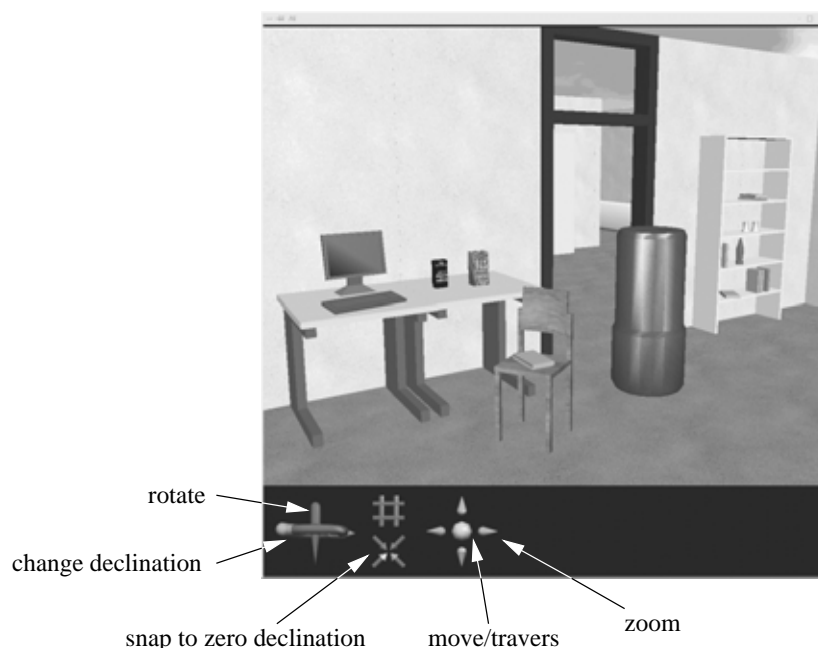 rotate
change declination
snap to zero declination
move/travers
zoom